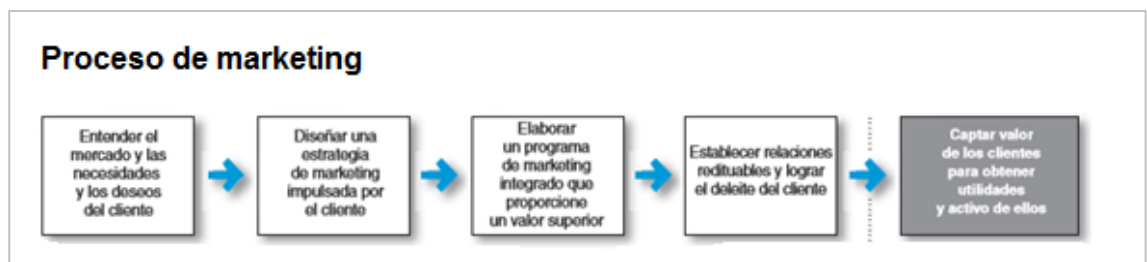 Proceso de marketing
Entender el
mercado y las
necesidades
y los deseos
del cliente
Diseñar una
estrategia
de marketing
impulsada por
el cliente
Elaborar
un programa
de marketing
integrado que
proporcione
un valor superior
Establecer relaciones
redituables y lograr
el deleite del cliente
Captar valor
de los clientes
para obtener
utilidades
y activo de ellos